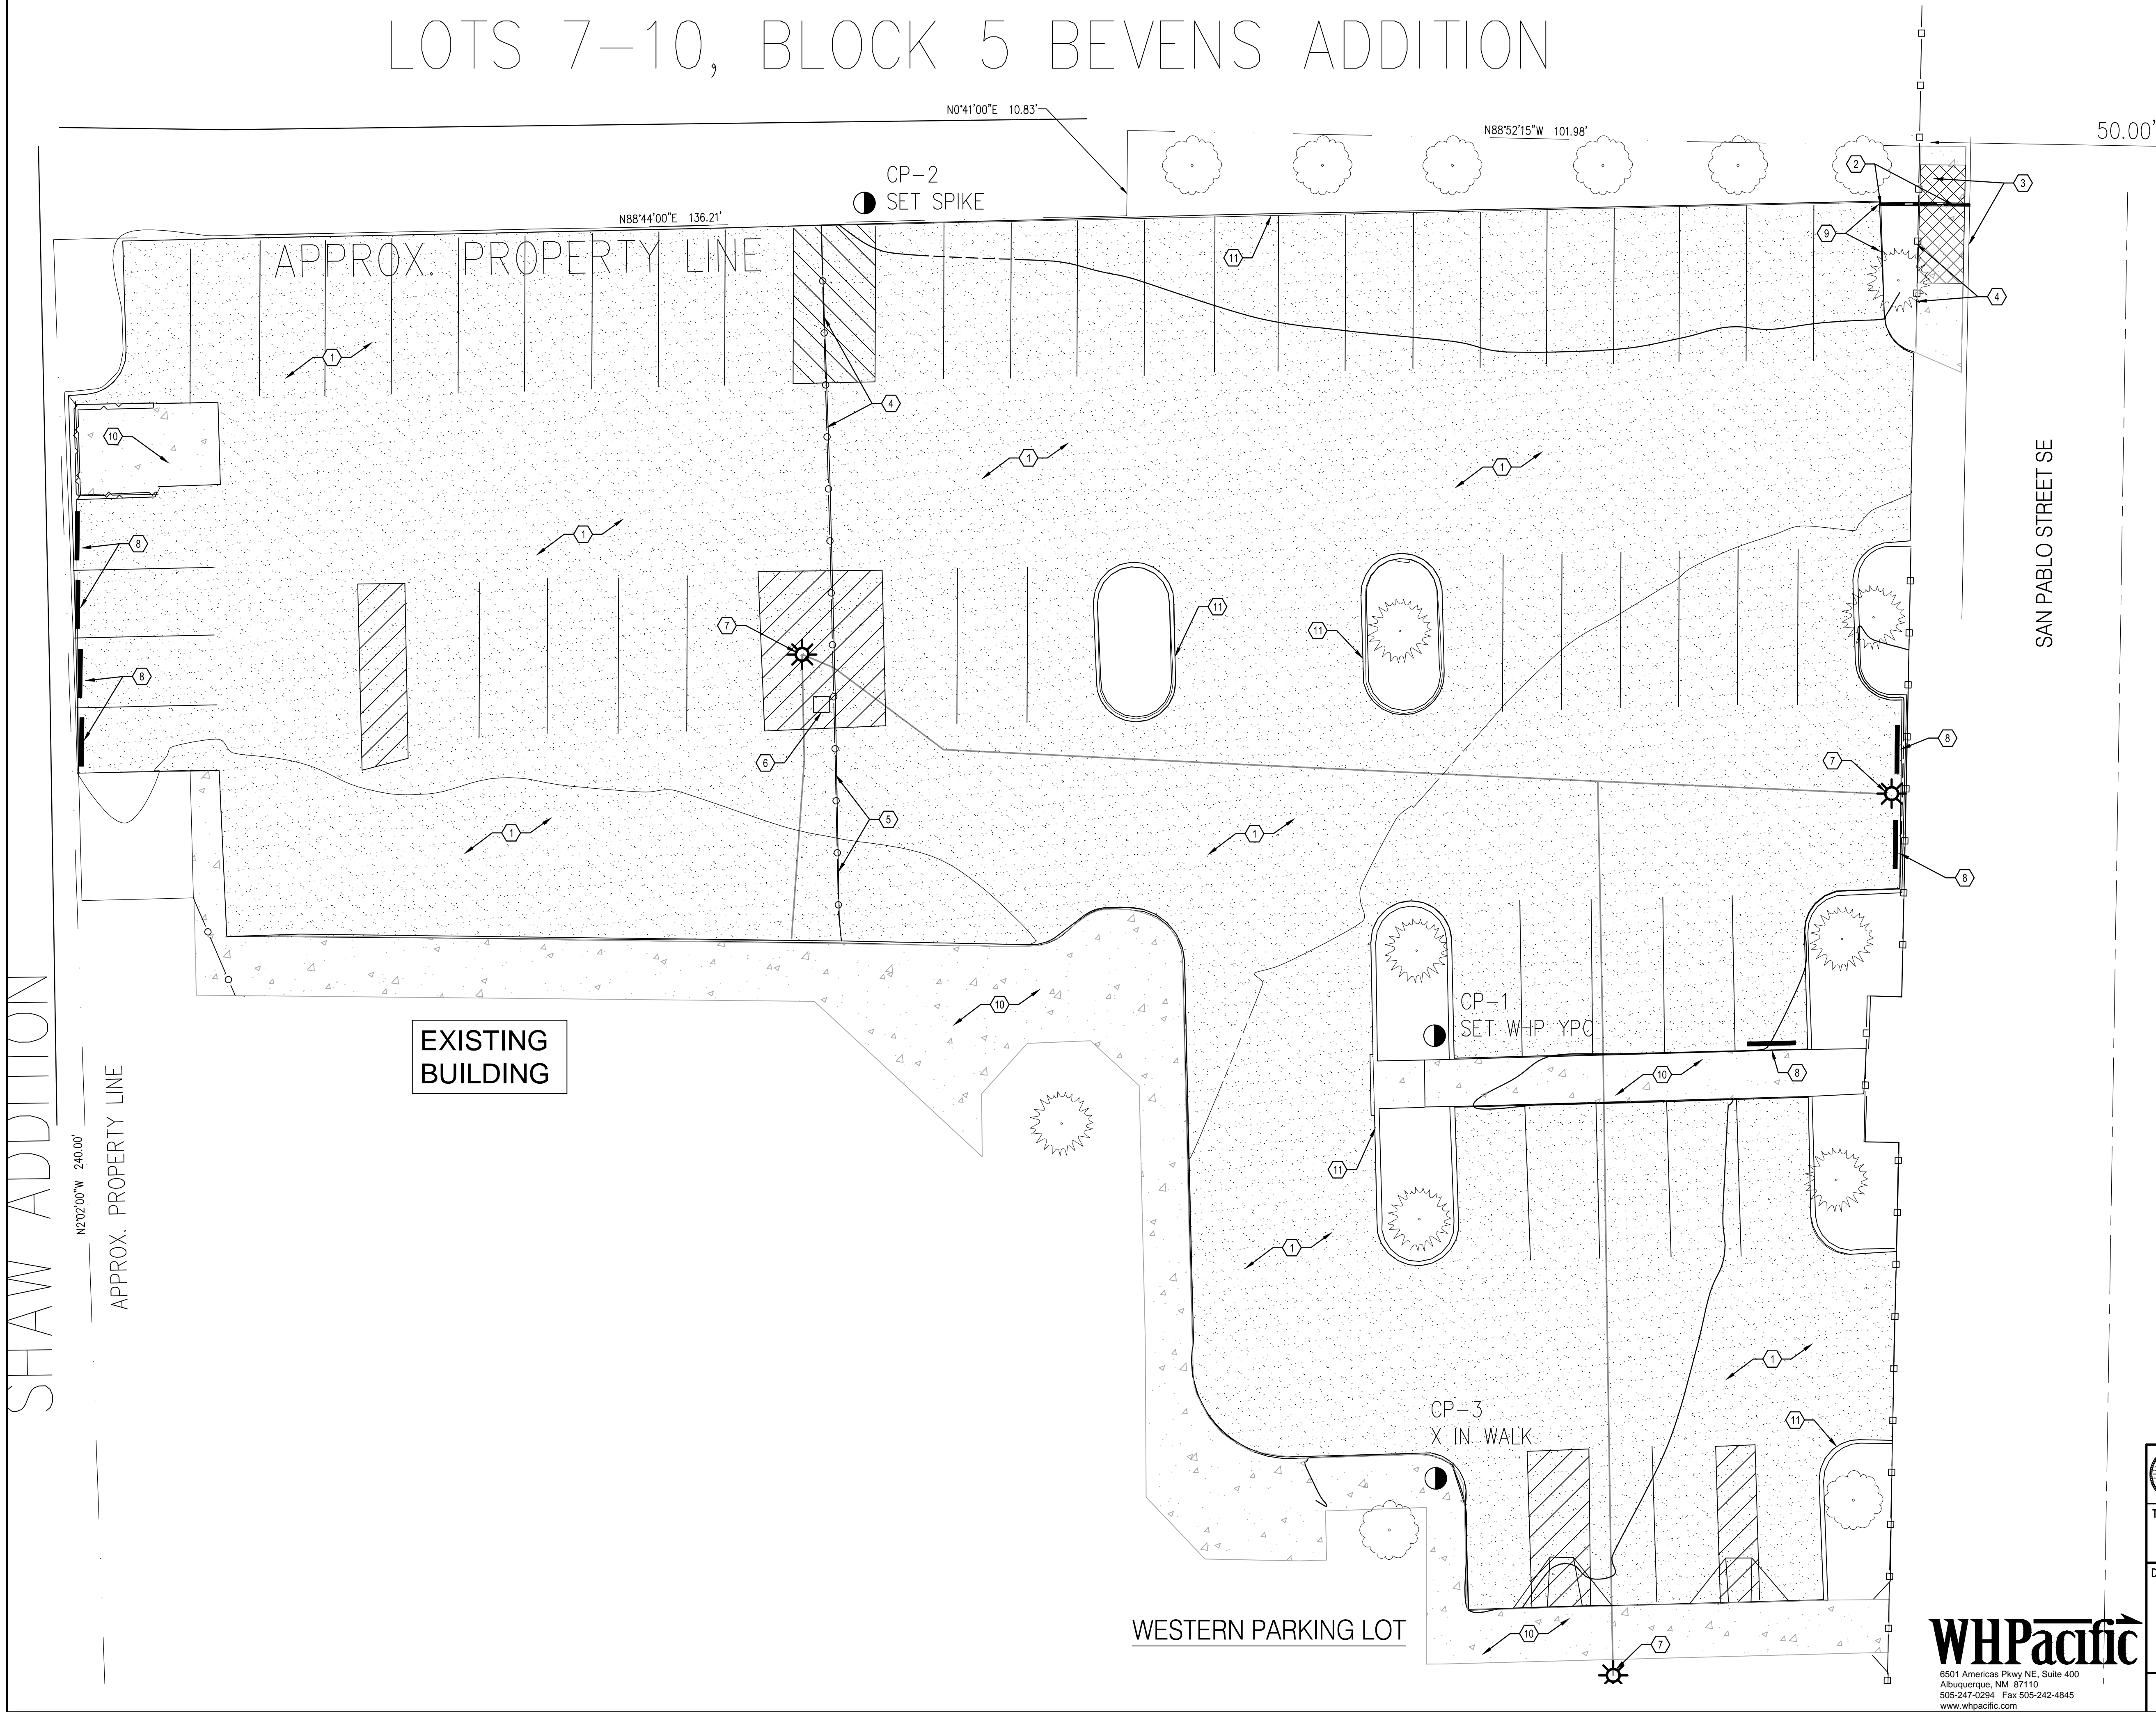 LOTS 7-10, BLOCK 5 BEVENS ADDITION
N0°41'00"E 10.83'
N88°52'15"W 101.98'
50.00'
2
3
CP-2
SET SPIKE
N88°44'00"E 136.21'
9
APPROX. PROPERTY LINE
11
4
1
4
10
1
1
SAN PABLO STREET SE
1
8
11
7
11
8
8
7
6
5
1
1
8
SHAW ADDITION
10
CP-1
SET WHP YPC
EXISTING
BUILDING
10
8
APPROX. PROPERTY LINE
N2°02'00"W 240.00'
11
1
1
CP-3
X IN WALK
11
WESTERN PARKING LOT
10
7
WHPacific
6501 Americas Pkwy NE, Suite 400
Albuquerque, NM 87110
505-247-0294 Fax 505-242-4845
www.whpacific.com